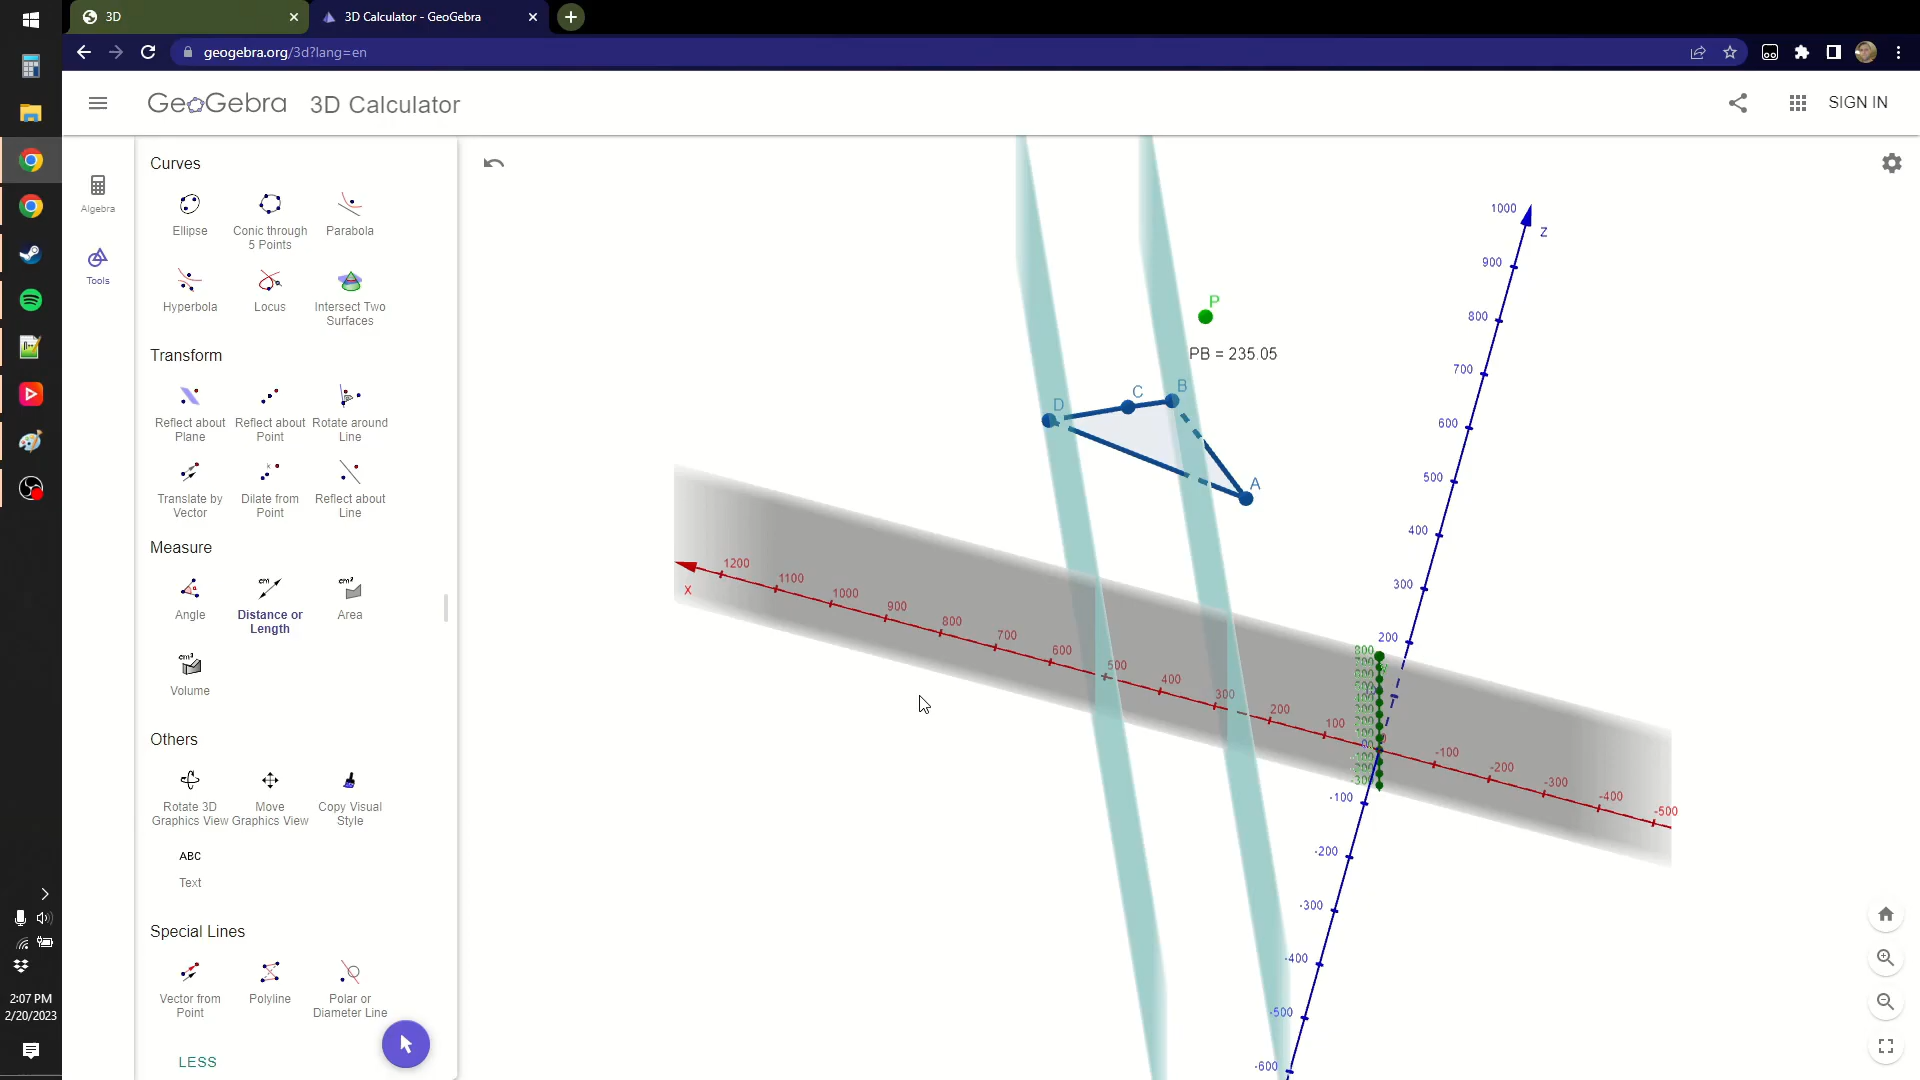 3D
3D Calculator - GeoGebra
geogebra.org/3d?lang=en
GeoGebra 3D Calculator
SIGN IN
Algebra
Tools
Curves
Ellipse
Conic through
5 Points
Parabola
Hyperbola
Locus
Intersect Two
Surfaces
Transform
Reflect about
Plane
Reflect about
Point
Rotate around
Line
Translate by
Vector
Dilate from
Point
Reflect about
Line
Measure
Angle
cm
Distance or
Length
cm²
Area
cm³
Volume
Others
Rotate 3D
Graphics View
Move
Graphics View
Copy Visual
Style
ABC
Text
Special Lines
Vector from
Point
Polyline
Polar or
Diameter Line
LESS
P
PB = 235.05
D
C
B
A
1000
z
900
800
700
600
500
400
300
200
-100
-200
-300
-400
-500
-600
1200
x
1100
1000
900
800
700
600
500
400
300
200
100
-100
-200
-300
-400
-500
800
2:07 PM
2/20/2023